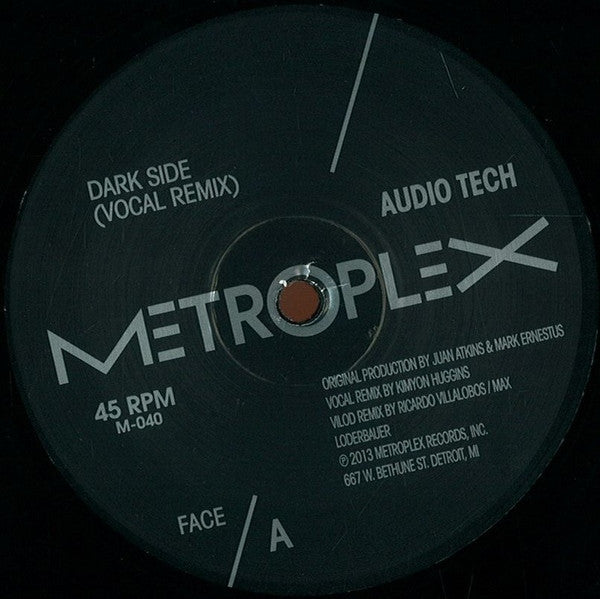 DARK SIDE
(VOCAL REMIX)
AUDIO TECH
METROPLEX
ORIGINAL PRODUCTION BY JUAN ATKINS & MARK ERNESTUS
VOCAL REMIX BY KIMYON HUGGINS
VILOD REMIX BY RICARDO VILLALOBOS / MAX
LODERBAUER
℗ 2013 METROPLEX RECORDS, INC.
667 W. BETHUNE ST. DETROIT, MI
45 RPM
M-040
FACE / A